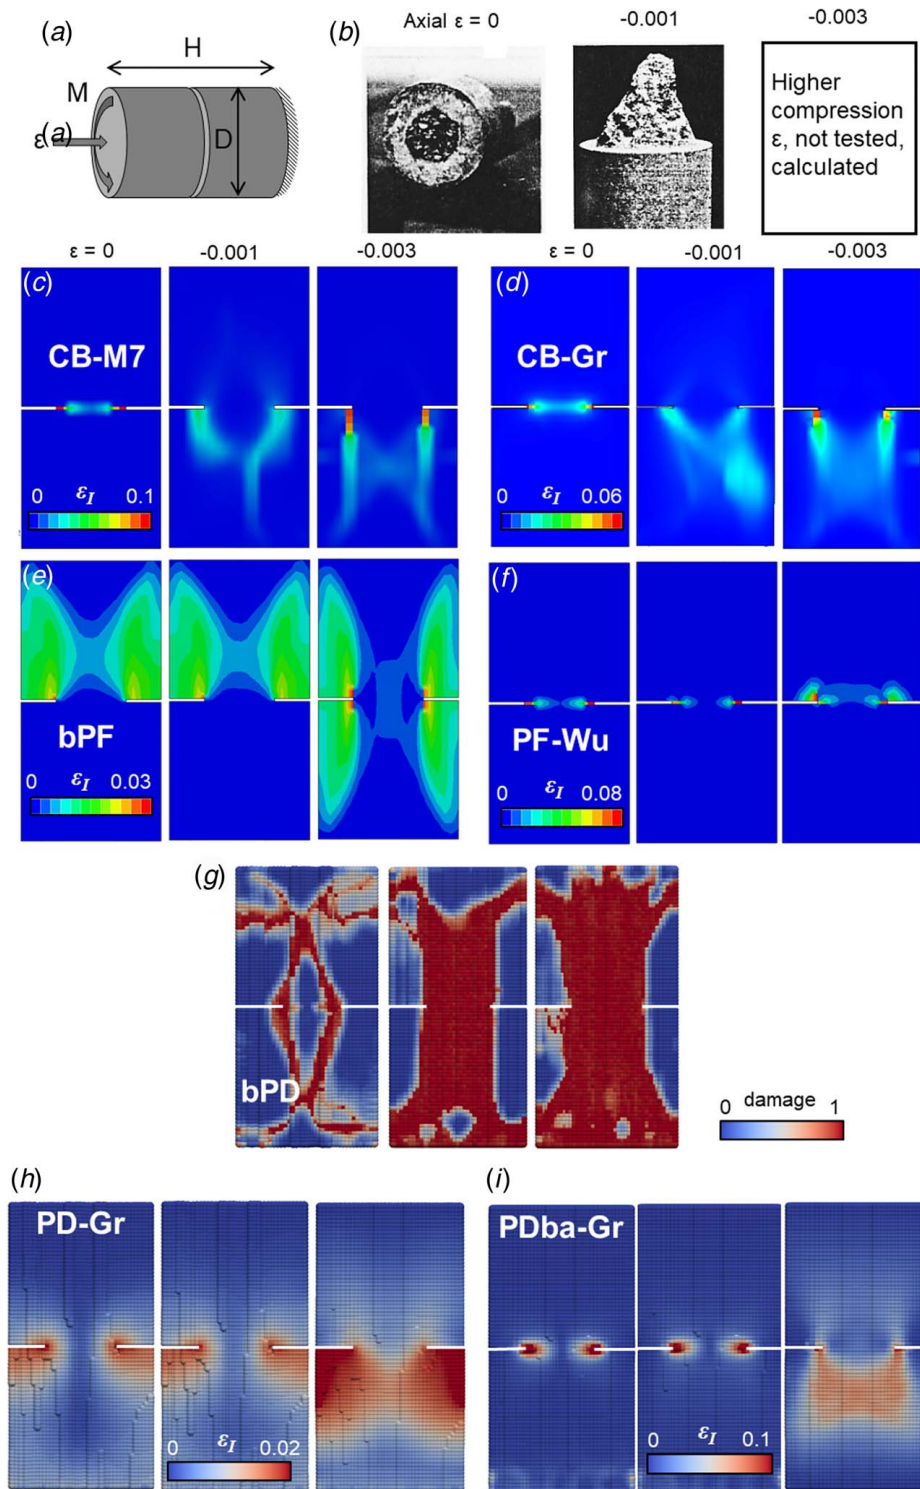 (a)
H
M
(a)
ε
D
(b)
Axial ε = 0
-0.001
-0.003
Higher
compression
ε, not tested,
calculated
ε = 0
-0.001
-0.003
-0.001
-0.003
(c)
CB-M7
0 εI 0.1
(d)
CB-Gr
0 εI 0.06
(e)
bPF
0 εI 0.03
(f)
PF-Wu
0 εI 0.08
(g)
bPD
0 damage 1
(h)
PD-Gr
0 εI 0.02
(i)
PDba-Gr
0 εI 0.1